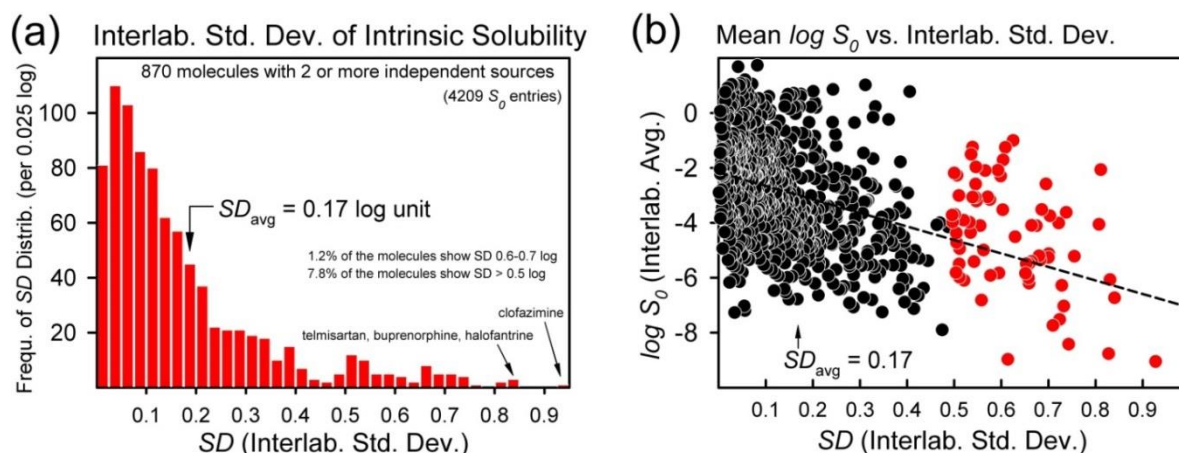 (a) Interlab. Std. Dev. of Intrinsic Solubility
870 molecules with 2 or more independent sources
(4209 S0 entries)
Frequ. of SD Distrib. (per 0.025 log)
100
80
60
40
20
SDavg = 0.17 log unit
1.2% of the molecules show SD 0.6-0.7 log
7.8% of the molecules show SD > 0.5 log
clofazimine
telmisartan, buprenorphine, halofantrine
0.1 0.2 0.3 0.4 0.5 0.6 0.7 0.8 0.9
SD (Interlab. Std. Dev.)
(b) Mean log S0 vs. Interlab. Std. Dev.
log S0 (Interlab. Avg.)
0
-2
-4
-6
-8
SDavg = 0.17
0.1 0.2 0.3 0.4 0.5 0.6 0.7 0.8 0.9
SD (Interlab. Std. Dev.)